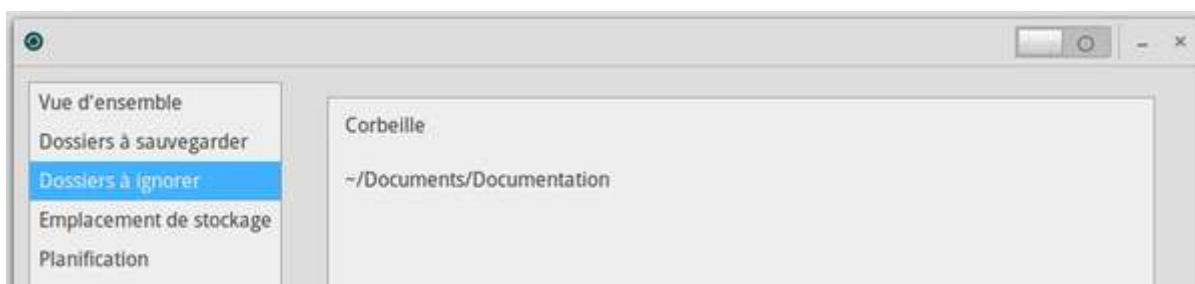 Vue d'ensemble
Dossiers à sauvegarder
Dossiers à ignorer
Emplacement de stockage
Planification
Corbeille
~/Documents/Documentation